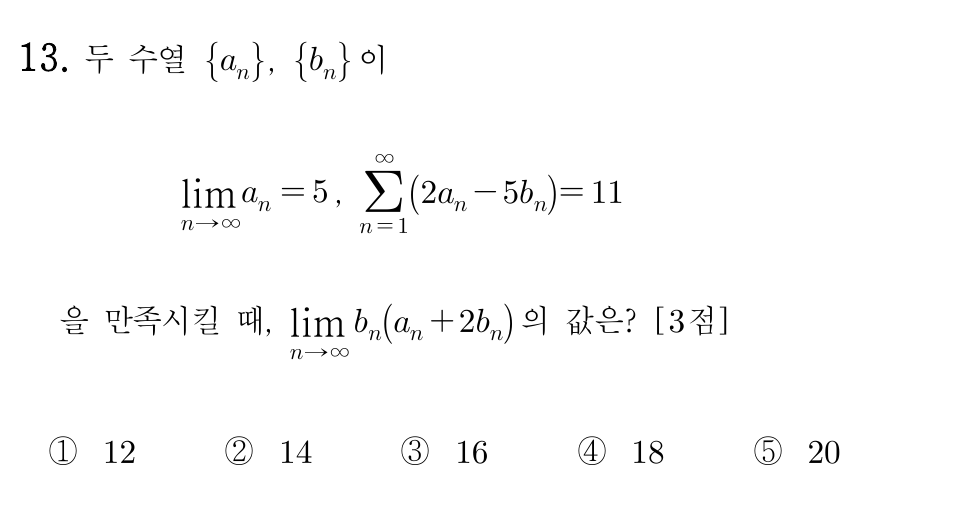 13. 두 수열 {aₙ}, {bₙ}이
lim_{n→∞} aₙ = 5, ∑_{n=1}^{∞} (2aₙ − 5bₙ) = 11
을 만족시킬 때, lim_{n→∞} bₙ(aₙ + 2bₙ)의 값은? [3점]
① 12 ② 14 ③ 16 ④ 18 ⑤ 20